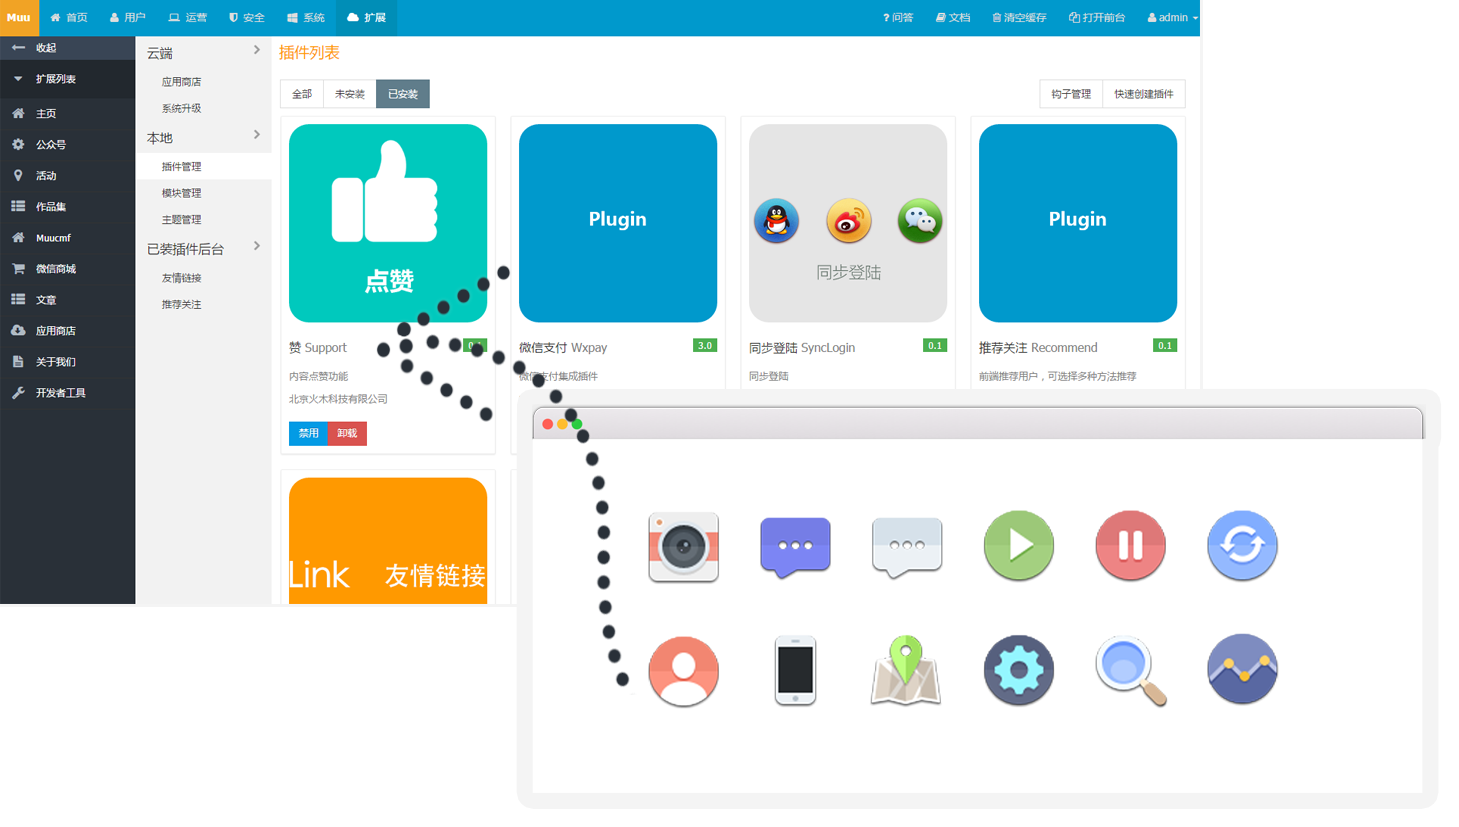 Muu 首页 用户 运营 安全 系统 扩展 ? 问答 文档 清空缓存 打开前台 admin
收起
扩展列表
主页
公众号
活动
作品集
Muucmf
微信商城
文章
应用商店
关于我们
开发者工具
云端
应用商店
系统升级
本地
插件管理
模块管理
主题管理
已装插件后台
友情链接
推荐关注
插件列表
全部 未安装 已安装 钩子管理 快速创建插件
点赞
赞 Support
内容点赞功能
北京火木科技有限公司
禁用 卸载
Plugin
微信支付 Wxpay 3.0
微信支付集成插件
同步登陆
同步登陆 SyncLogin 0.1
同步登陆
Plugin
推荐关注 Recommend 0.1
前端推荐用户，可选择多种方法推荐
Link 友情链接